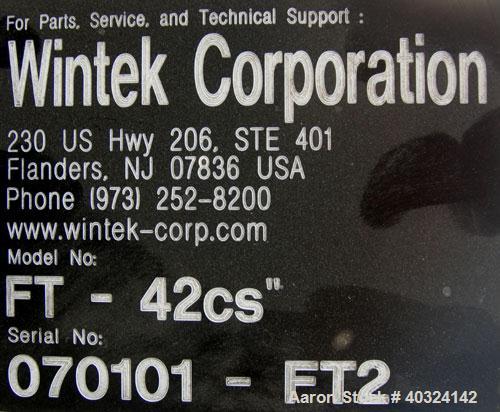 For Parts, Service, and Technical Support :
Wintek Corporation
230 US Hwy 206, STE 401
Flanders, NJ 07836 USA
Phone (973) 252-8200
www.wintek-corp.com
Model No:
FT - 42cs"
Serial No:
070101 - FT2
Aaron Stock # 40324142